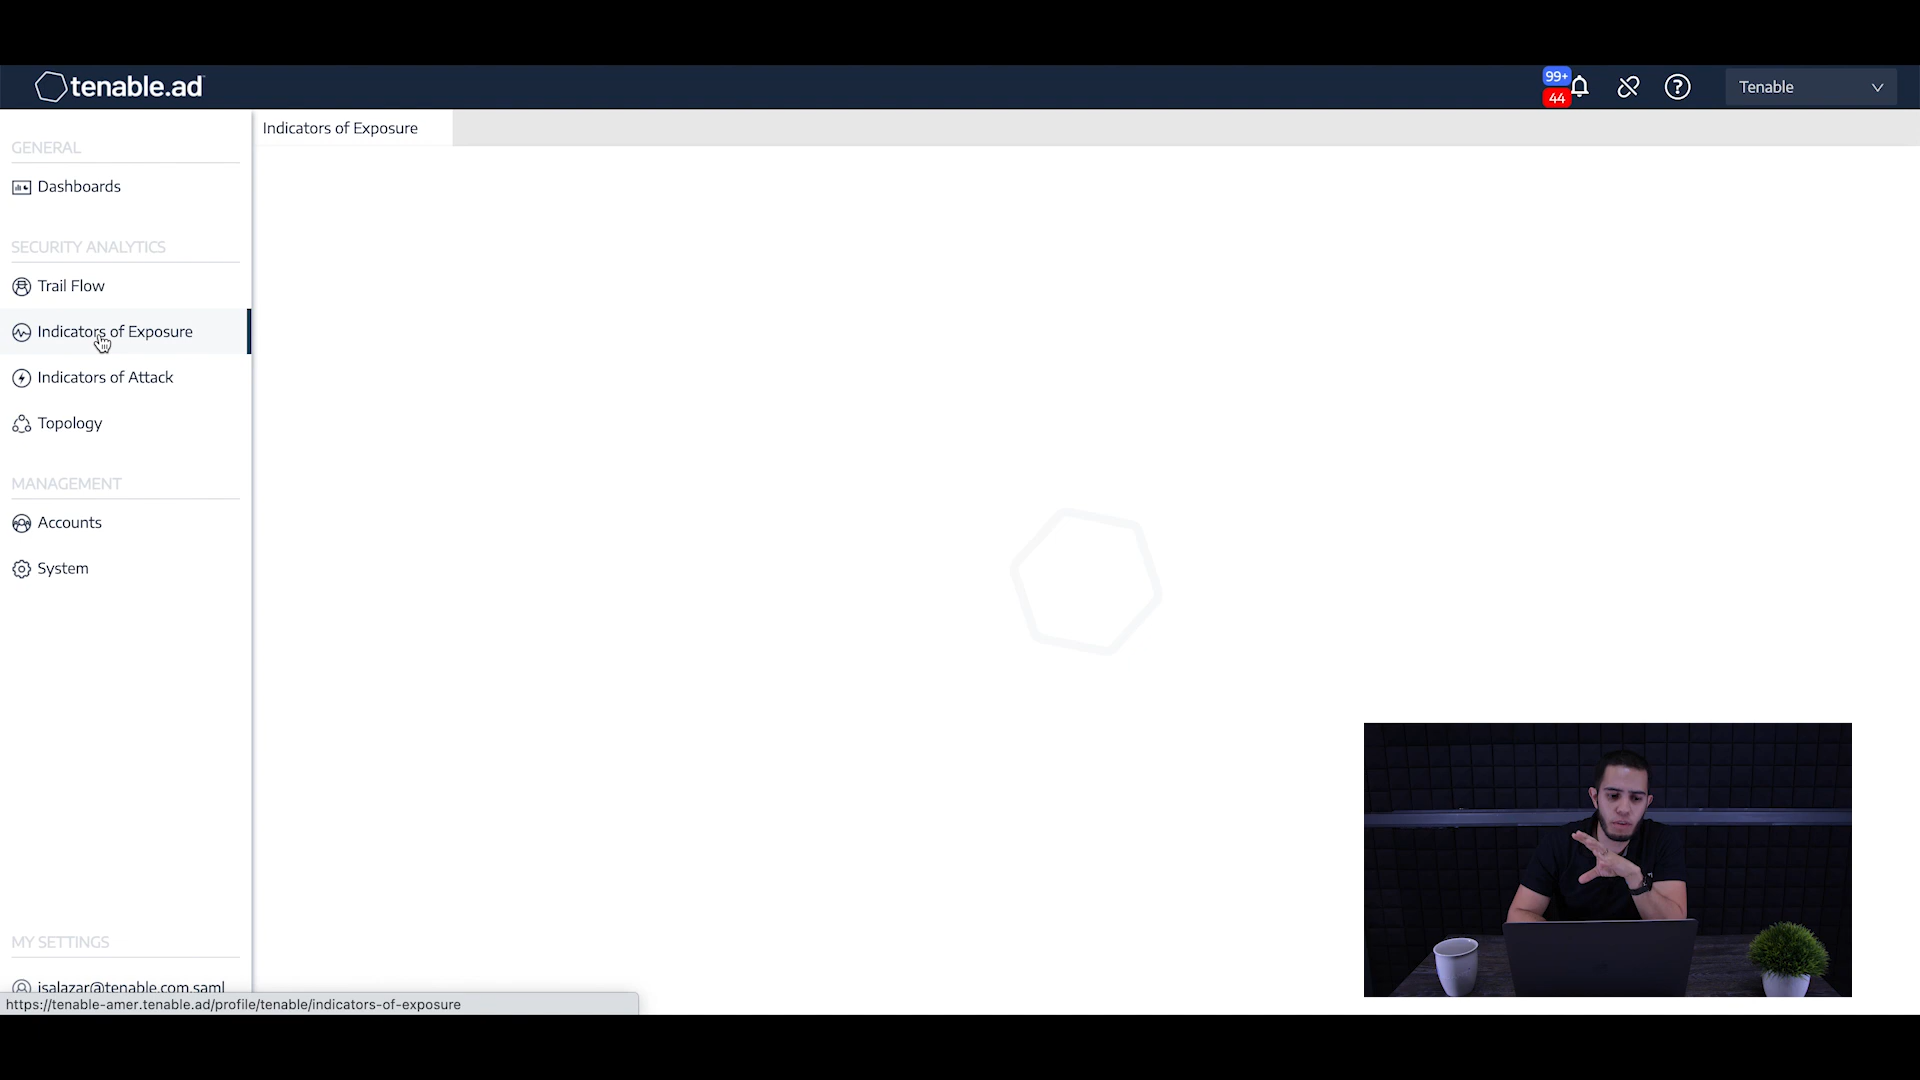 tenable.ad
99+
44
?
Tenable
Indicators of Exposure
GENERAL
Dashboards
SECURITY ANALYTICS
Trail Flow
Indicators of Exposure
Indicators of Attack
Topology
MANAGEMENT
Accounts
System
MY SETTINGS
isalazar@tenable.com.saml
https://tenable-amer.tenable.ad/profile/tenable/indicators-of-exposure